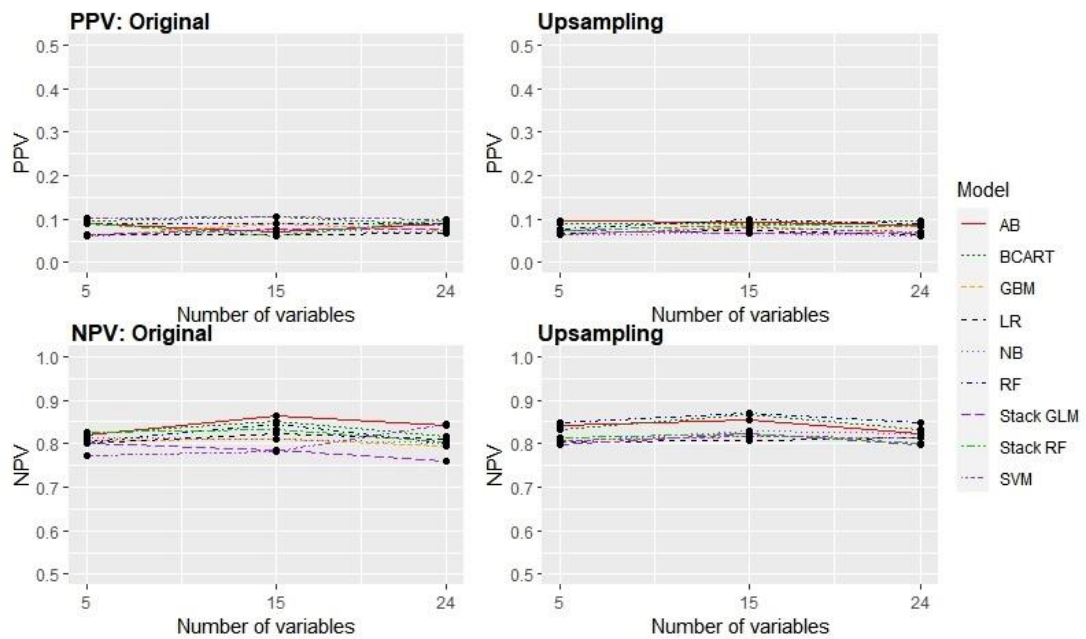 PPV: Original
Upsampling
0.5
0.4
0.3
0.2
0.1
0.0
PPV
5
15
24
Number of variables
0.5
0.4
0.3
0.2
0.1
0.0
PPV
5
15
24
Number of variables
NPV: Original
Upsampling
1.0
0.9
0.8
0.7
0.6
0.5
NPV
5
15
24
Number of variables
1.0
0.9
0.8
0.7
0.6
0.5
NPV
5
15
24
Number of variables
Model
AB
BCART
GBM
LR
NB
RF
Stack GLM
Stack RF
SVM